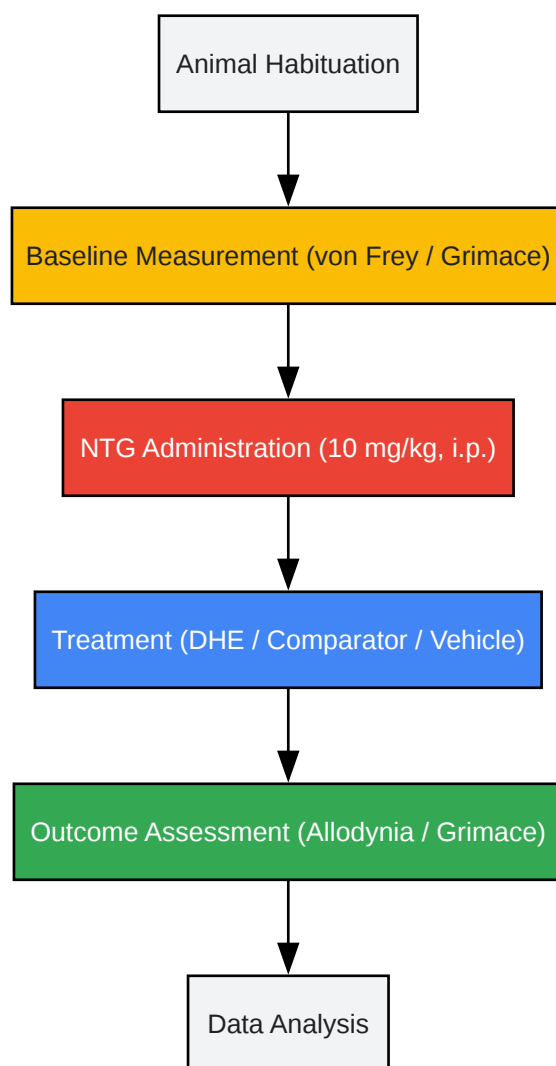 Animal Habituation
Baseline Measurement (von Frey / Grimace)
NTG Administration (10 mg/kg, i.p.)
Treatment (DHE / Comparator / Vehicle)
Outcome Assessment (Allodynia / Grimace)
Data Analysis